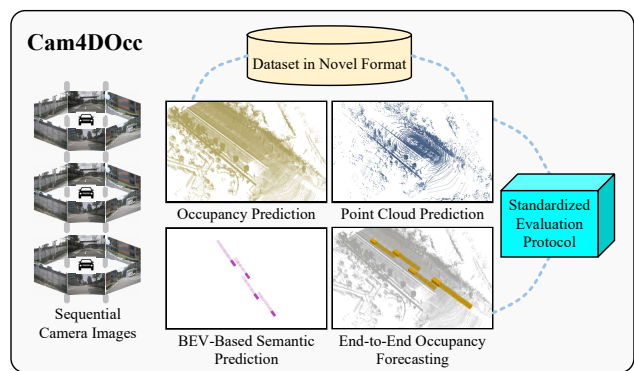 Cam4DOcc
Dataset in Novel Format
Occupancy Prediction
Point Cloud Prediction
Standardized
Evaluation
Protocol
Sequential
Camera Images
BEV-Based Semantic
Prediction
End-to-End Occupancy
Forecasting